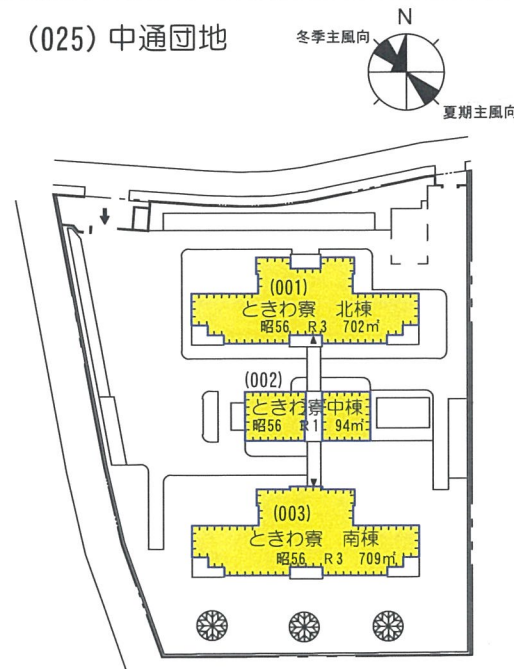 (025) 中通団地
N
冬季主風向
夏期主風向
(001)
ときわ寮 北棟
昭56 R3 702㎡
(002)
ときわ寮中棟
昭56 R1 94㎡
(003)
ときわ寮 南棟
昭56 R3 709㎡